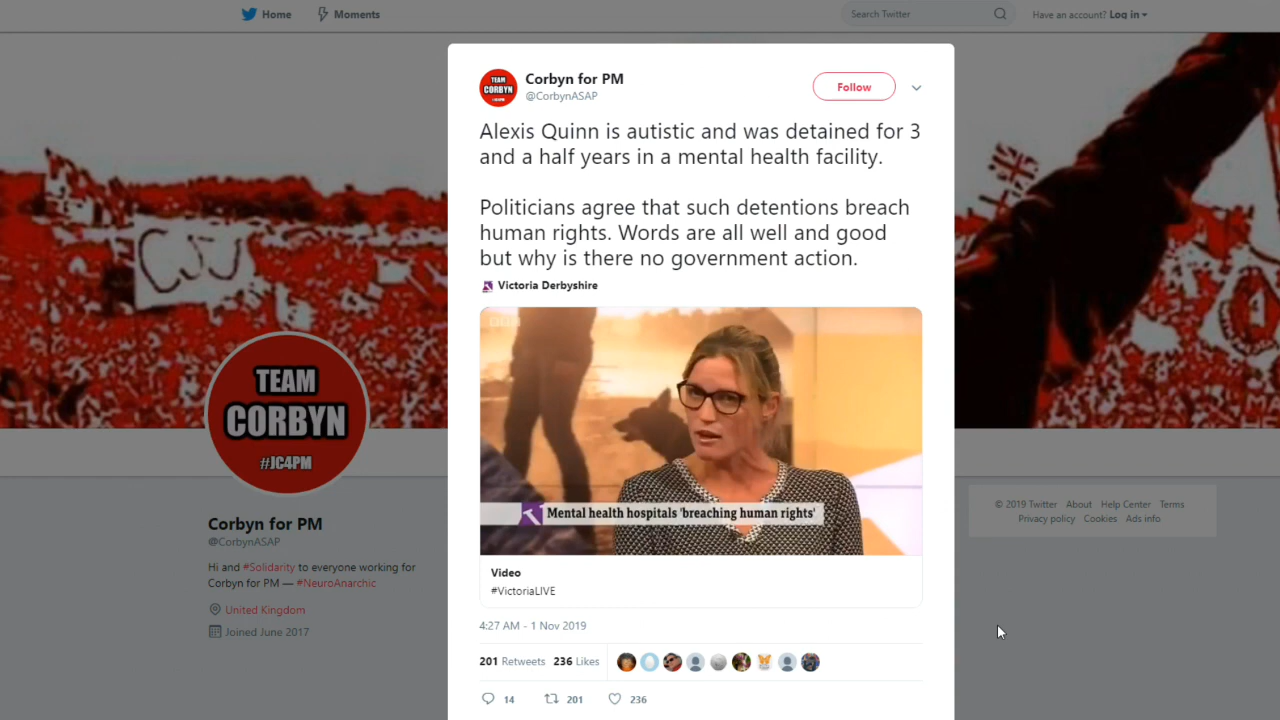 Home
Moments
Search Twitter
Have an account? Log in
Corbyn for PM
@CorbynASAP
Follow
Alexis Quinn is autistic and was detained for 3
and a half years in a mental health facility.
Politicians agree that such detentions breach
human rights. Words are all well and good
but why is there no government action.
Victoria Derbyshire
BBC
Mental health hospitals 'breaching human rights'
Video
#VictoriaLIVE
4:27 AM - 1 Nov 2019
201 Retweets 236 Likes
14 201 236
TEAM
CORBYN
#JC4PM
Corbyn for PM
@CorbynASAP
Hi and #Solidarity to everyone working for
Corbyn for PM — #NeuroAnarchic
United Kingdom
Joined June 2017
© 2019 Twitter About Help Center Terms
Privacy policy Cookies Ads info
TEAM
CORBYN